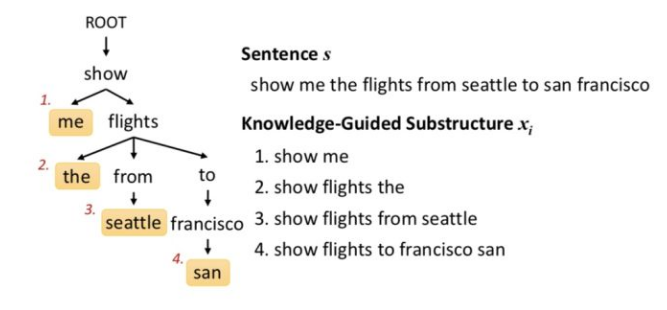 ROOT
show
1.
me flights
2.
the from to
3.
seattle francisco
4.
san
Sentence s
show me the flights from seattle to san francisco
Knowledge-Guided Substructure xi
1. show me
2. show flights the
3. show flights from seattle
4. show flights to francisco san